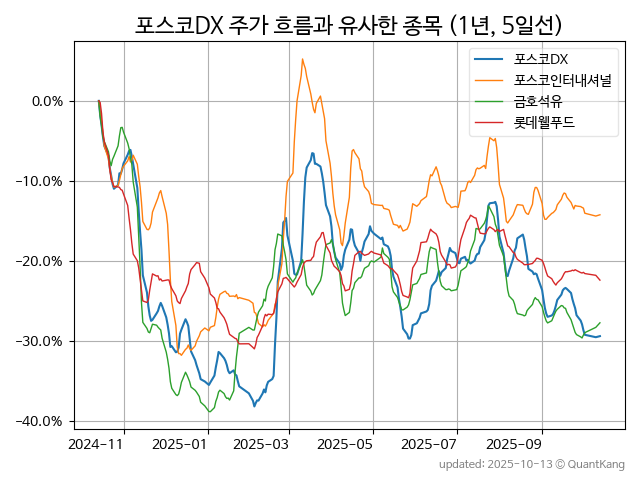 포스코DX 주가 흐름과 유사한 종목 (1년, 5일선)
포스코DX
포스코인터내셔널
금호석유
롯데웰푸드
0.0%
−10.0%
−20.0%
−30.0%
−40.0%
2024-11
2025-01
2025-03
2025-05
2025-07
2025-09
updated: 2025-10-13 © QuantKang